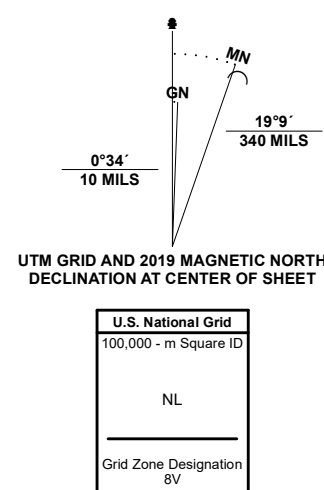 MN
GN
19°9´
340 MILS
0°34´
10 MILS
UTM GRID AND 2019 MAGNETIC NORTH
DECLINATION AT CENTER OF SHEET
U.S. National Grid
100,000 - m Square ID
NL
Grid Zone Designation
8V